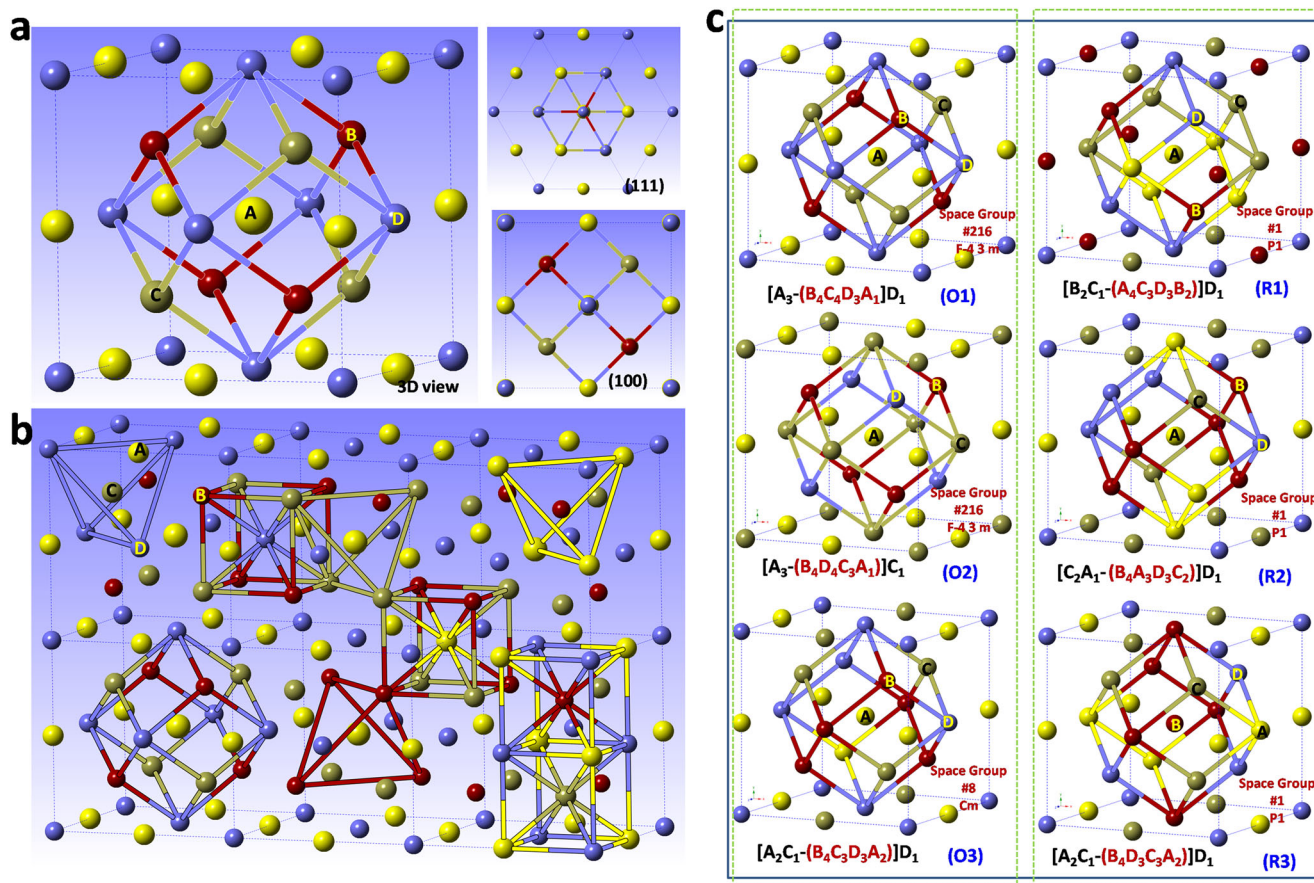 a
B
A
D
C
3D view
(111)
(100)
b
A
C
B
D
c
C
B
A
D
Space Group
#216
F-4 3 m
[A₃-(B₄C₄D₃A₁)]D₁
(O1)
C
D
A
B
Space Group
#1
P1
[B₂C₁-(A₄C₃D₃B₂)]D₁
(R1)
B
D
A
C
Space Group
#216
F-4 3 m
[A₃-(B₄D₄C₃A₁)]C₁
(O2)
B
C
A
D
Space Group
#1
P1
[C₂A₁-(B₄A₃D₃C₂)]D₁
(R2)
C
B
A
D
Space Group
#8
Cm
[A₂C₁-(B₄C₃D₃A₂)]D₁
(O3)
D
C
B
A
Space Group
#1
P1
[A₂C₁-(B₄D₃C₃A₂)]D₁
(R3)